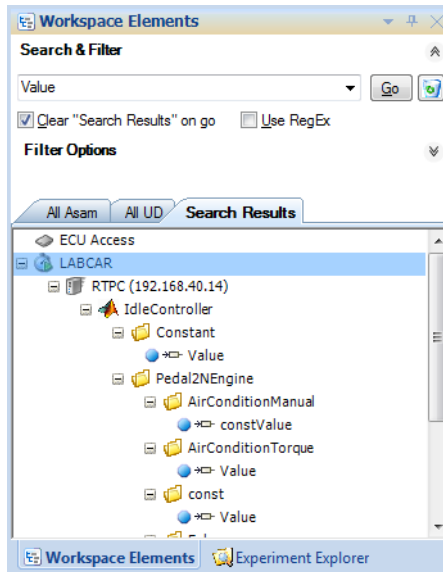 Workspace Elements
Search & Filter
Value
Go
Clear "Search Results" on go
Use RegEx
Filter Options
All Asam
All UD
Search Results
ECU Access
LABCAR
RTPC (192.168.40.14)
IdleController
Constant
Value
Pedal2NEngine
AirConditionManual
constValue
AirConditionTorque
Value
const
Value
Workspace Elements
Experiment Explorer